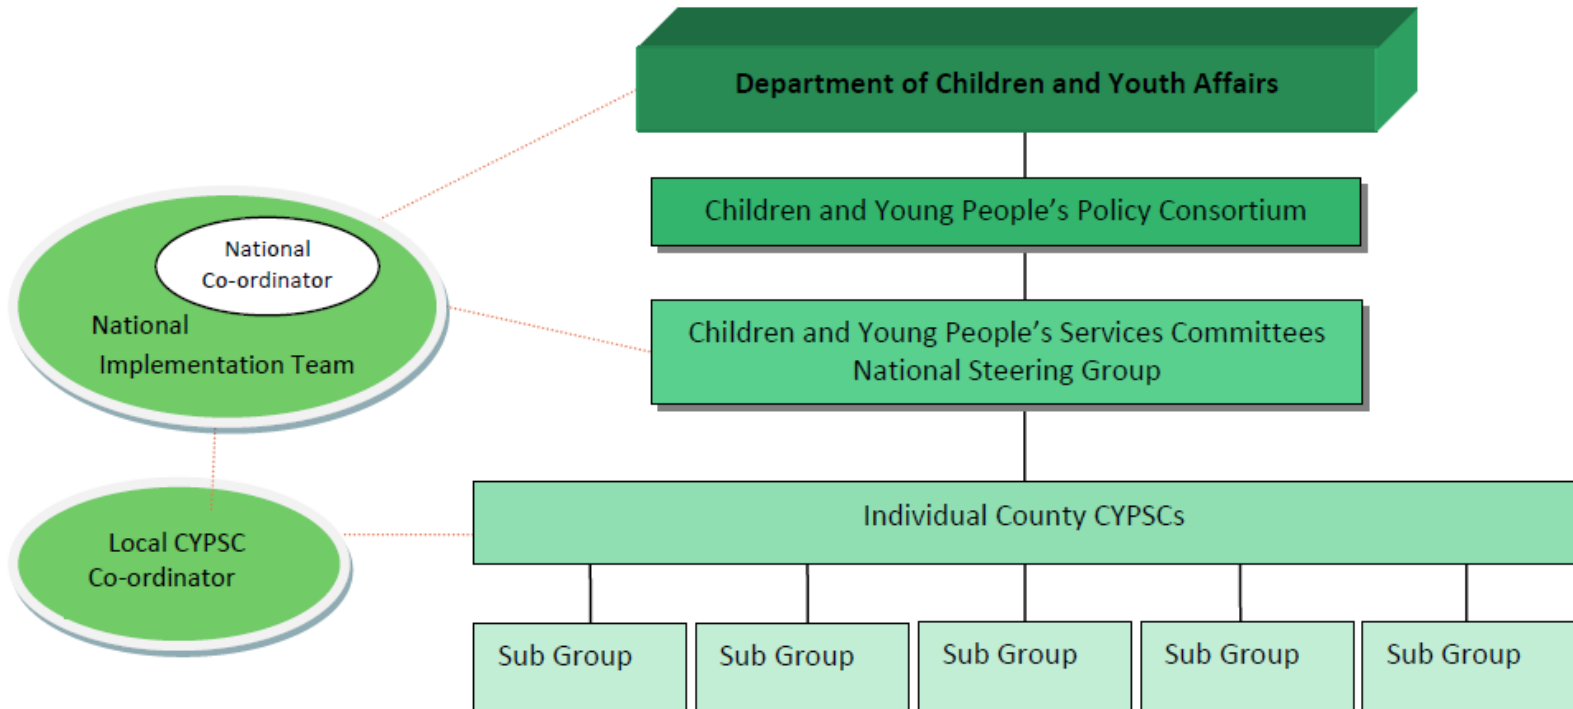 Department of Children and Youth Affairs
Children and Young People’s Policy Consortium
National
Co-ordinator
National
Implementation Team
Children and Young People’s Services Committees
National Steering Group
Individual County CYPSCs
Local CYPSC
Co-ordinator
Sub Group
Sub Group
Sub Group
Sub Group
Sub Group